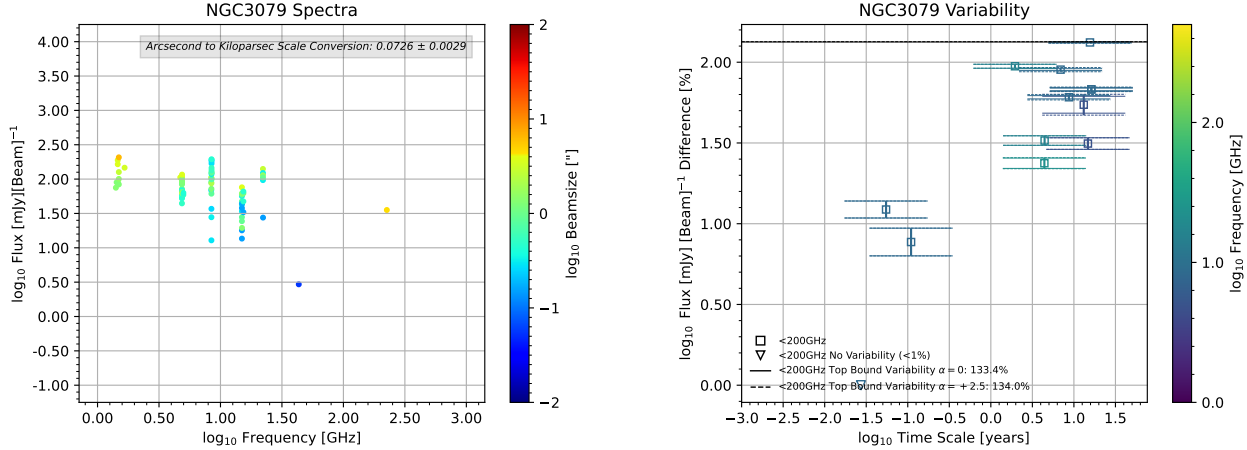 NGC3079 Spectra
Arcsecond to Kiloparsec Scale Conversion: 0.0726 ± 0.0029
4.00
3.50
3.00
2.50
2.00
1.50
1.00
0.50
0.00
−0.50
−1.00
log₁₀ Flux [mJy][Beam]⁻¹
0.00 0.50 1.00 1.50 2.00 2.50 3.00
log₁₀ Frequency [GHz]
2
1
0
−1
−2
log₁₀ Beamsize ["]
NGC3079 Variability
2.00
1.50
1.00
0.50
0.00
log₁₀ Flux [mJy] [Beam]⁻¹ Difference [%]
<200GHz
<200GHz No Variability (<1%)
<200GHz Top Bound Variability α = 0: 133.4%
<200GHz Top Bound Variability α = +2.5: 134.0%
−3.0 −2.5 −2.0 −1.5 −1.0 −0.5 0.0 0.5 1.0 1.5
log₁₀ Time Scale [years]
2.0
1.0
0.0
log₁₀ Frequency [GHz]